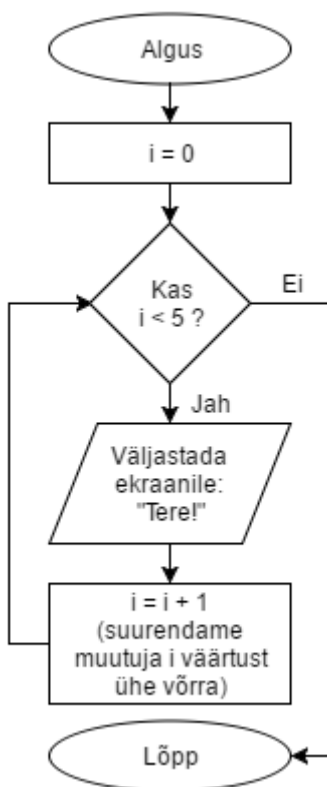 Algus
i = 0
Kas
i < 5 ?
Ei
Jah
Väljastada
ekraanile:
"Tere!"
i = i + 1
(suurendame
muutuja i väärtust
ühe võrra)
Lõpp